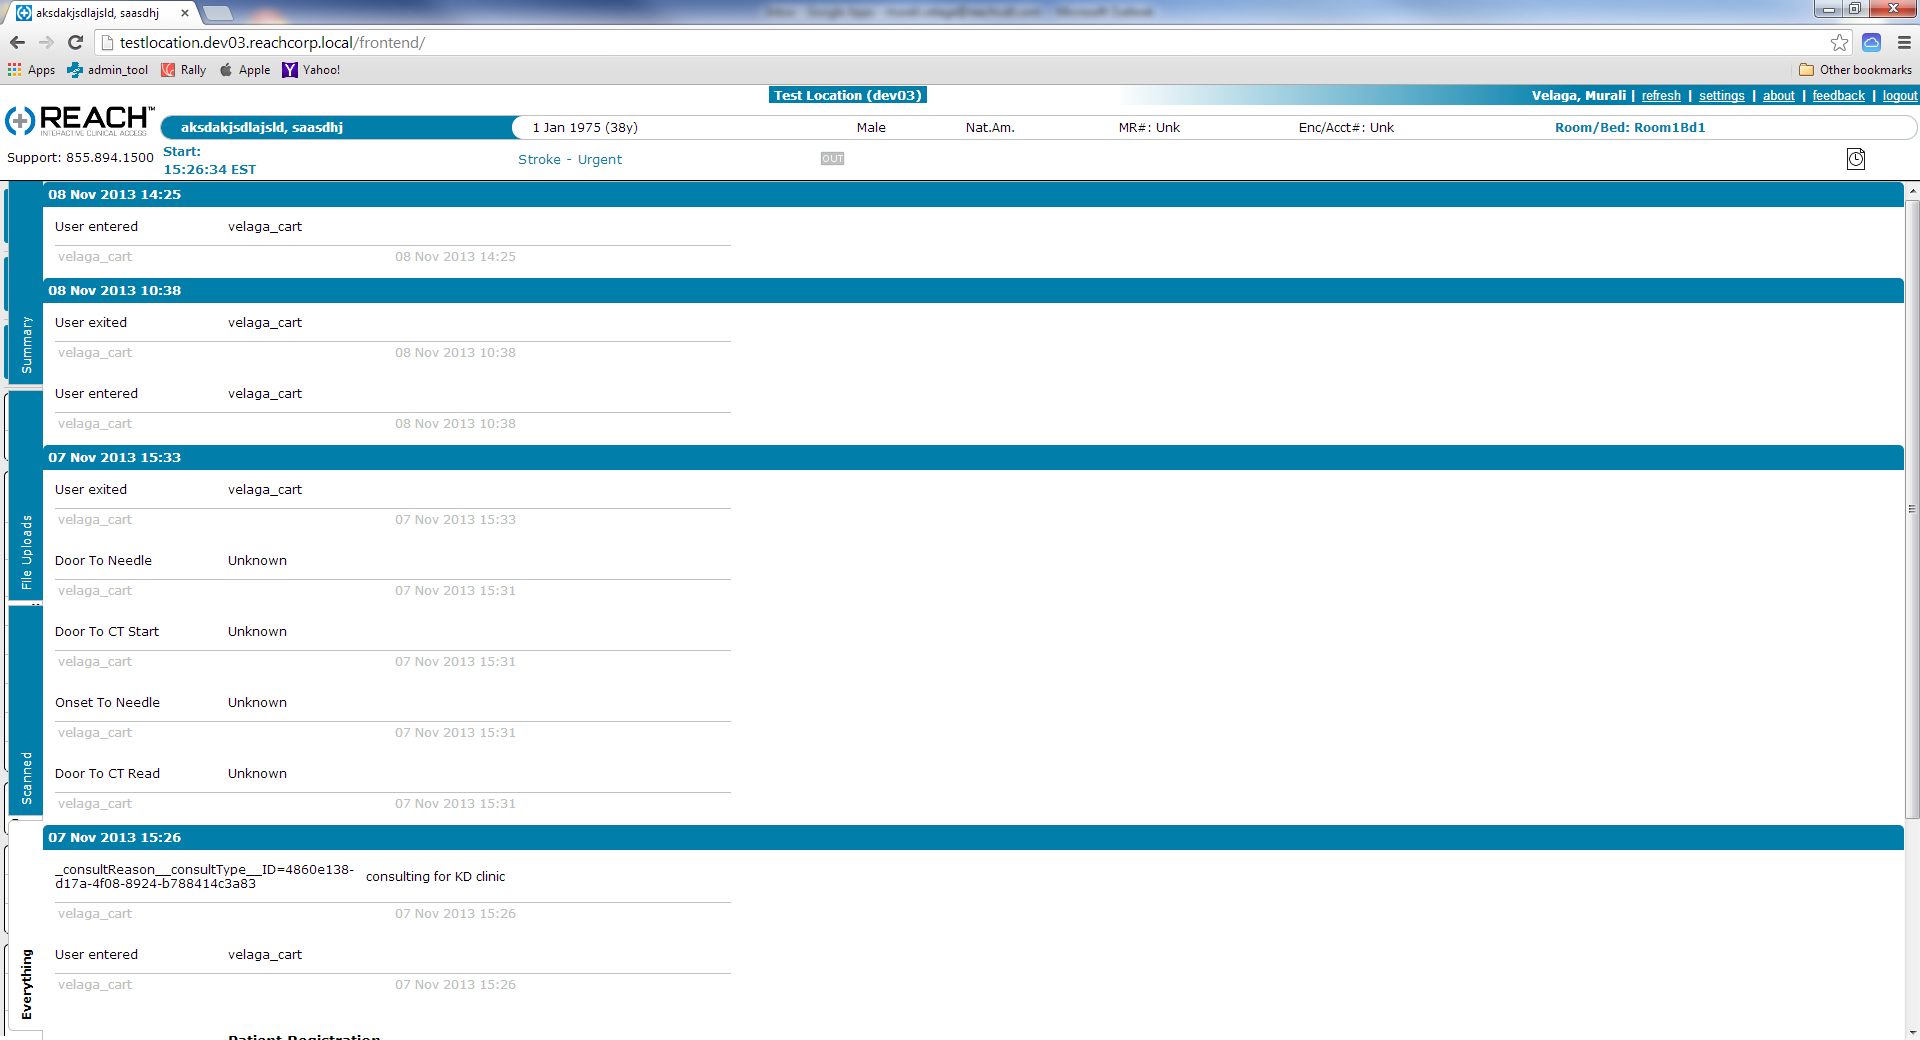 aksdakjsdlajsld, saasdhj
testlocation.dev03.reachcorp.local/frontend/
Apps admin_tool Rally Apple Yahoo! Other bookmarks
Test Location (dev03) Velaga, Murali | refresh | settings | about | feedback | logout
REACH™
INTERACTIVE CLINICAL ACCESS
aksdakjsdlajsld, saasdhj 1 Jan 1975 (38y) Male Nat.Am. MR#: Unk Enc/Acct#: Unk Room/Bed: Room1Bd1
Support: 855.894.1500
Start:
15:26:34 EST
Stroke - Urgent
OUT
Summary
File Uploads
Scanned
Everything
08 Nov 2013 14:25
User entered velaga_cart
velaga_cart 08 Nov 2013 14:25
08 Nov 2013 10:38
User exited velaga_cart
velaga_cart 08 Nov 2013 10:38
User entered velaga_cart
velaga_cart 08 Nov 2013 10:38
07 Nov 2013 15:33
User exited velaga_cart
velaga_cart 07 Nov 2013 15:33
Door To Needle Unknown
velaga_cart 07 Nov 2013 15:31
Door To CT Start Unknown
velaga_cart 07 Nov 2013 15:31
Onset To Needle Unknown
velaga_cart 07 Nov 2013 15:31
Door To CT Read Unknown
velaga_cart 07 Nov 2013 15:31
07 Nov 2013 15:26
_consultReason__consultType__ID=4860e138-
d17a-4f08-8924-b788414c3a83
consulting for KD clinic
velaga_cart 07 Nov 2013 15:26
User entered velaga_cart
velaga_cart 07 Nov 2013 15:26
Patient Registration